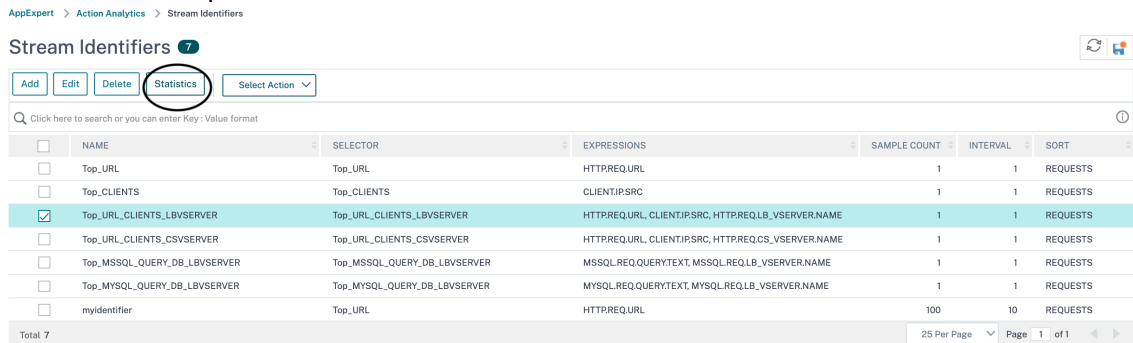 AppExpert > Action Analytics > Stream Identifiers
Stream Identifiers 7
Add Edit Delete Statistics Select Action
Click here to search or you can enter Key : Value format
NAME SELECTOR EXPRESSIONS SAMPLE COUNT INTERVAL SORT
Top_URL Top_URL HTTP.REQ.URL 1 1 REQUESTS
Top_CLIENTS Top_CLIENTS CLIENT.IP.SRC 1 1 REQUESTS
Top_URL_CLIENTS_LBVSERVER Top_URL_CLIENTS_LBVSERVER HTTP.REQ.URL, CLIENT.IP.SRC, HTTP.REQ.LB_VSERVER.NAME 1 1 REQUESTS
Top_URL_CLIENTS_CSVSERVER Top_URL_CLIENTS_CSVSERVER HTTP.REQ.URL, CLIENT.IP.SRC, HTTP.REQ.CS_VSERVER.NAME 1 1 REQUESTS
Top_MSSQL_QUERY_DB_LBVSERVER Top_MSSQL_QUERY_DB_LBVSERVER MSSQL.REQ.QUERY.TEXT, MSSQL.REQ.LB_VSERVER.NAME 1 1 REQUESTS
Top_MYSQL_QUERY_DB_LBVSERVER Top_MYSQL_QUERY_DB_LBVSERVER MYSQL.REQ.QUERY.TEXT, MYSQL.REQ.LB_VSERVER.NAME 1 1 REQUESTS
myidentifier Top_URL HTTP.REQ.URL 100 10 REQUESTS
Total 7 25 Per Page Page 1 of 1